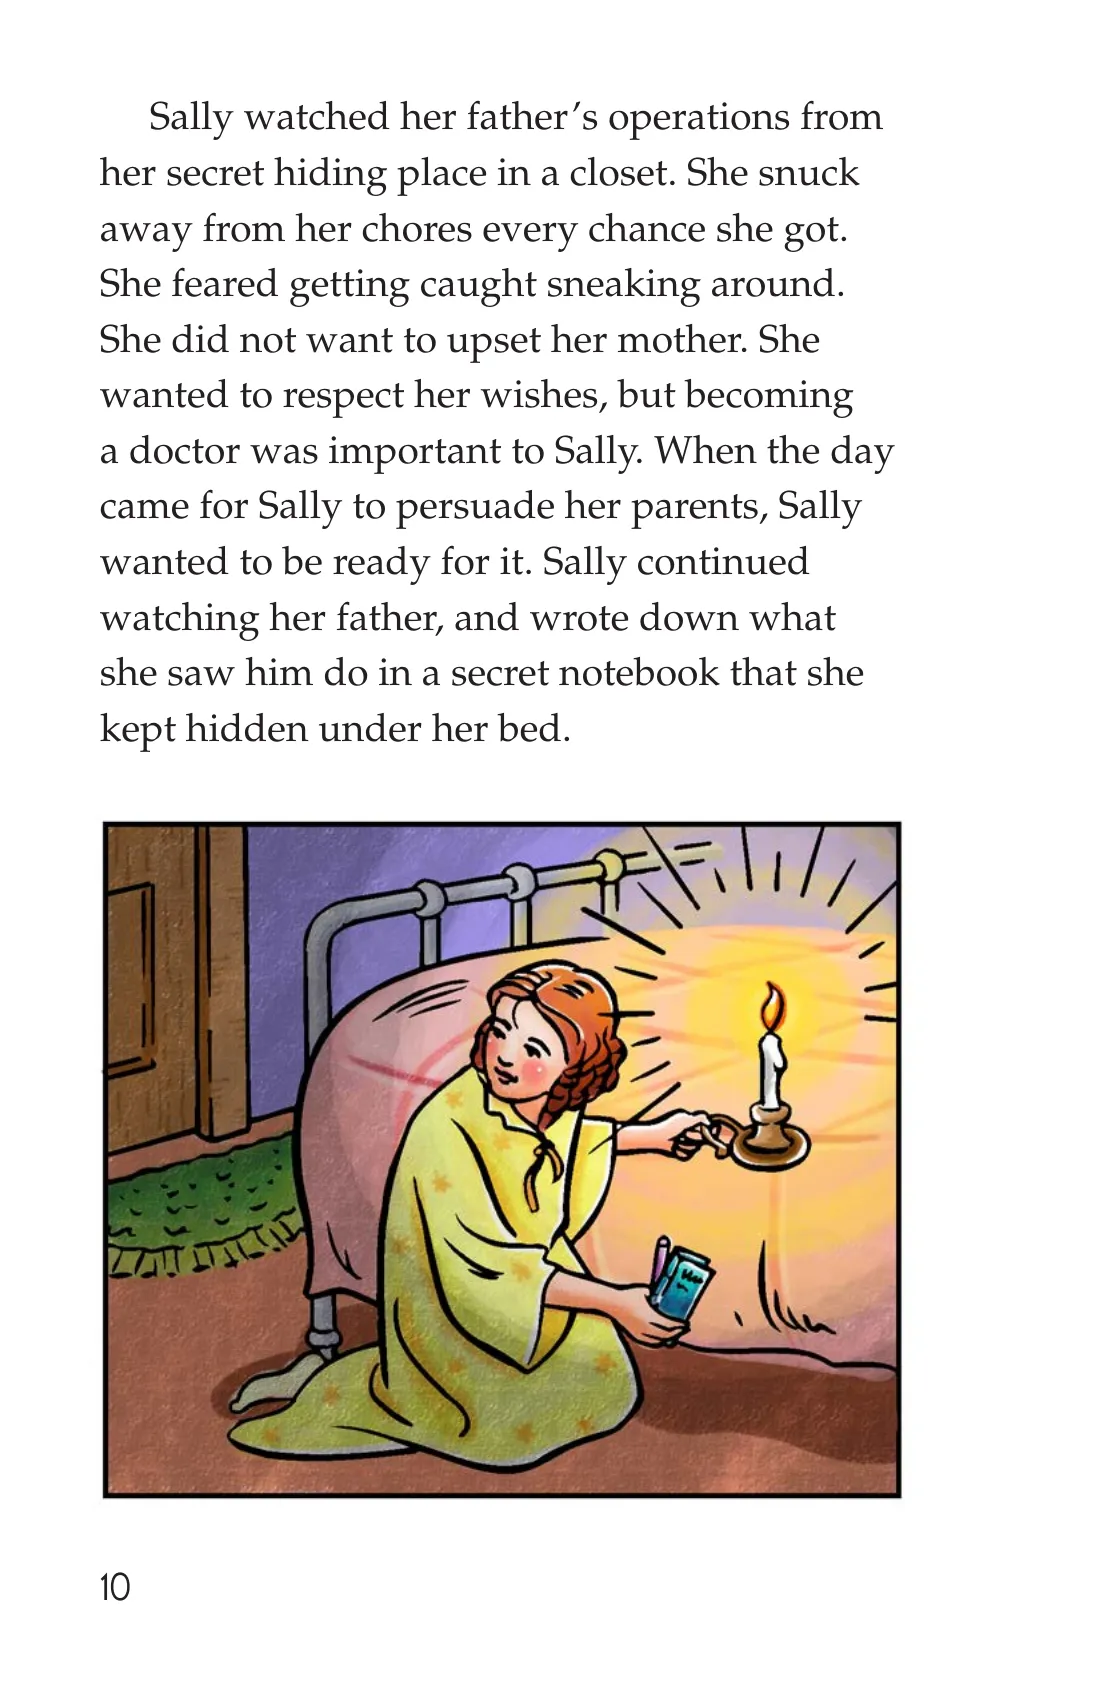 Sally watched her father’s operations from
her secret hiding place in a closet. She snuck
away from her chores every chance she got.
She feared getting caught sneaking around.
She did not want to upset her mother. She
wanted to respect her wishes, but becoming
a doctor was important to Sally. When the day
came for Sally to persuade her parents, Sally
wanted to be ready for it. Sally continued
watching her father, and wrote down what
she saw him do in a secret notebook that she
kept hidden under her bed.
10